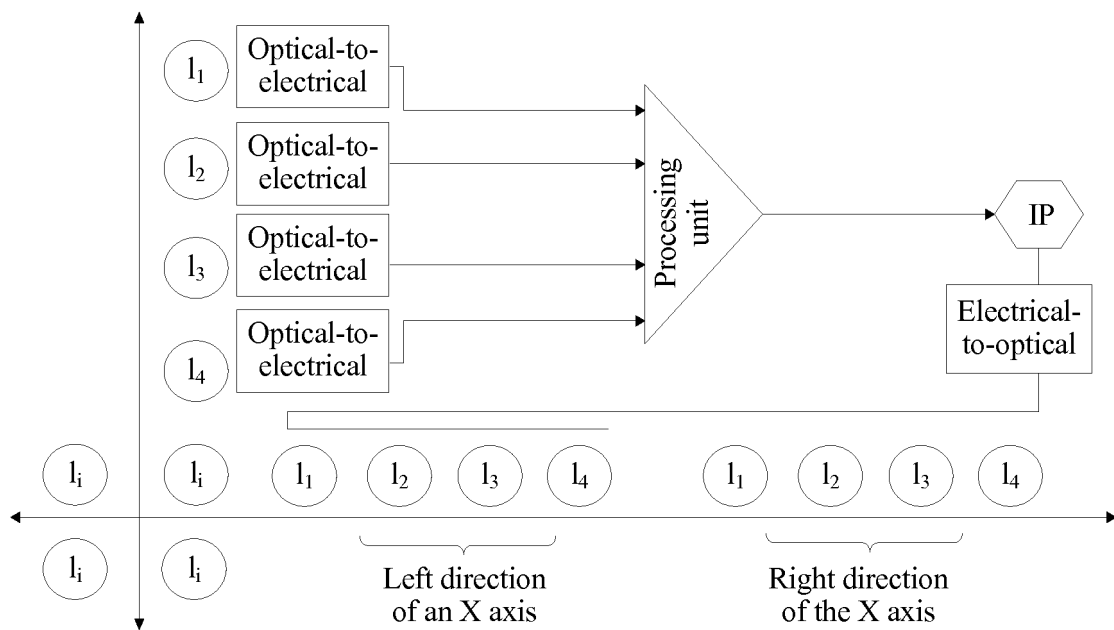 l₁
Optical-to-
electrical
l₂
Optical-to-
electrical
l₃
Optical-to-
electrical
l₄
Optical-to-
electrical
Processing
unit
IP
Electrical-
to-optical
lᵢ
lᵢ
l₁
l₂
l₃
l₄
l₁
l₂
l₃
l₄
lᵢ
lᵢ
Left direction
of an X axis
Right direction
of the X axis